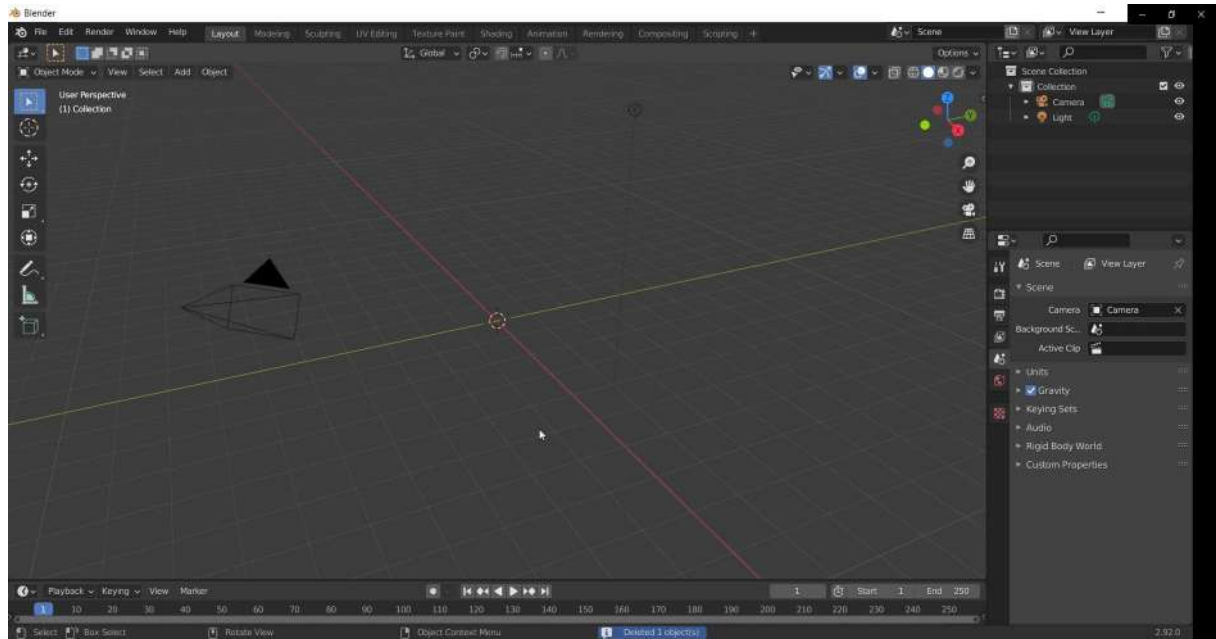 Blender
File Edit Render Window Help Layout Modeling Sculpting UV Editing Texture Paint Shading Animation Rendering Compositing Scripting + Scene View Layer
Global Options
Object Mode View Select Add Object
User Perspective
(1) Collection
Z
Y
X
Scene Collection
Collection
Camera
Light
Scene View Layer
Scene
Camera Camera
Background Sc...
Active Clip
Units
Gravity
Keying Sets
Audio
Rigid Body World
Custom Properties
Playback Keying View Marker 1 Start 1 End 250
1 10 20 30 40 50 60 70 80 90 100 110 120 130 140 150 160 170 180 190 200 210 220 230 240 250
Select Box Select Rotate View Object Context Menu Deleted 1 object(s) 2.92.0